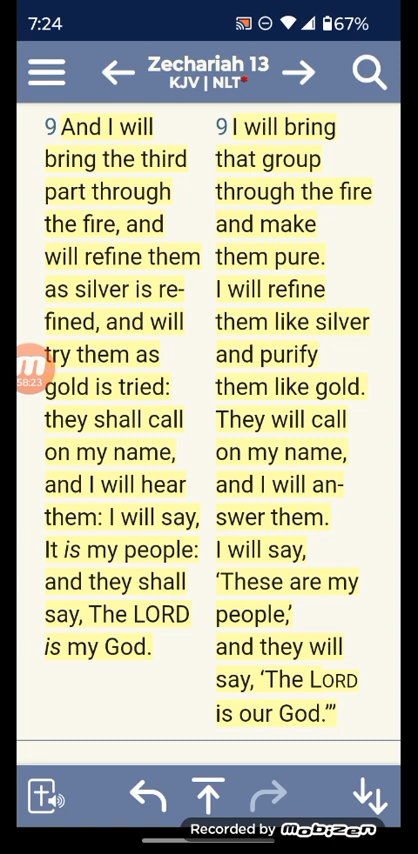 7:24
67%
Zechariah 13
KJV | NLT*
9 And I will
bring the third
part through
the fire, and
will refine them
as silver is re-
fined, and will
try them as
gold is tried:
they shall call
on my name,
and I will hear
them: I will say,
It is my people:
and they shall
say, The LORD
is my God.
9 I will bring
that group
through the fire
and make
them pure.
I will refine
them like silver
and purify
them like gold.
They will call
on my name,
and I will an-
swer them.
I will say,
‘These are my
people,’
and they will
say, ‘The LORD
is our God.’”
m
58:23
Recorded by mobizen